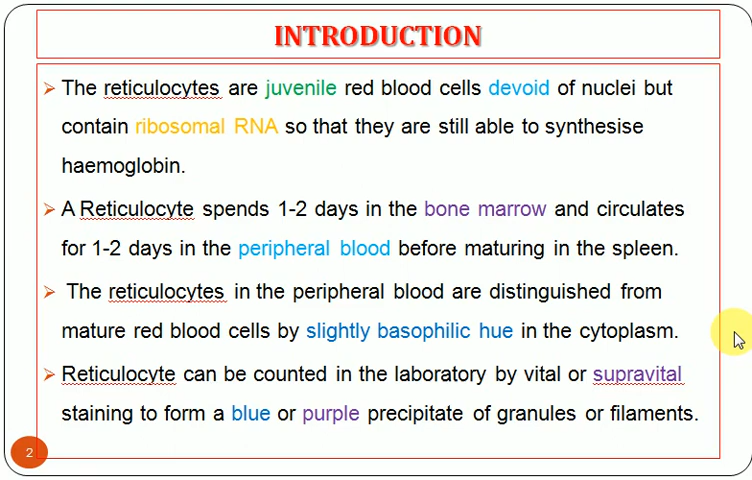 INTRODUCTION
➢ The reticulocytes are juvenile red blood cells devoid of nuclei but
contain ribosomal RNA so that they are still able to synthesise
haemoglobin.
➢ A Reticulocyte spends 1-2 days in the bone marrow and circulates
for 1-2 days in the peripheral blood before maturing in the spleen.
➢ The reticulocytes in the peripheral blood are distinguished from
mature red blood cells by slightly basophilic hue in the cytoplasm.
➢ Reticulocyte can be counted in the laboratory by vital or supravital
staining to form a blue or purple precipitate of granules or filaments.
2